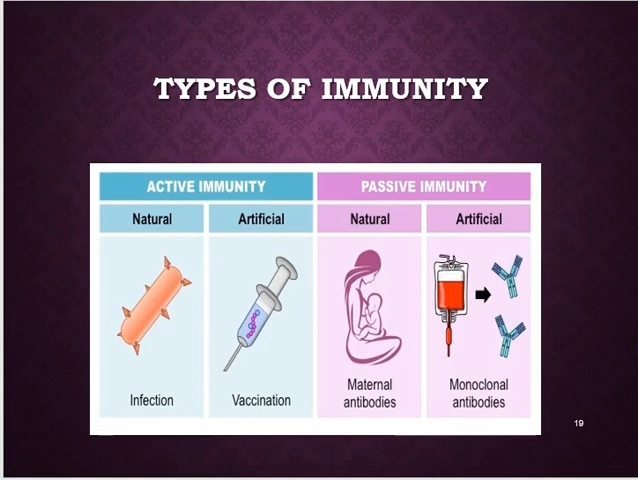 TYPES OF IMMUNITY
ACTIVE IMMUNITY
PASSIVE IMMUNITY
Natural
Artificial
Natural
Artificial
Infection
Vaccination
Maternal
antibodies
Monoclonal
antibodies
19